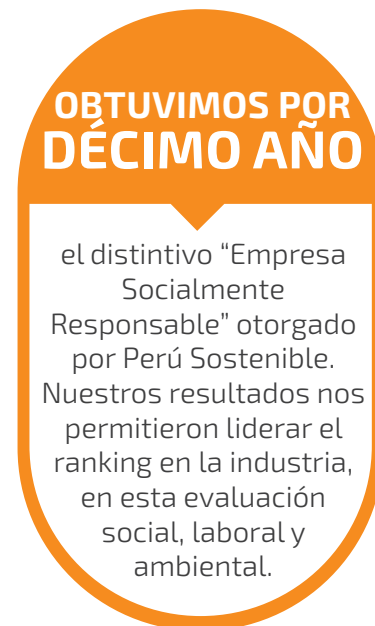 OBTUVIMOS POR
DÉCIMO AÑO
el distintivo “Empresa
Socialmente
Responsable” otorgado
por Perú Sostenible.
Nuestros resultados nos
permitieron liderar el
ranking en la industria,
en esta evaluación
social, laboral y
ambiental.